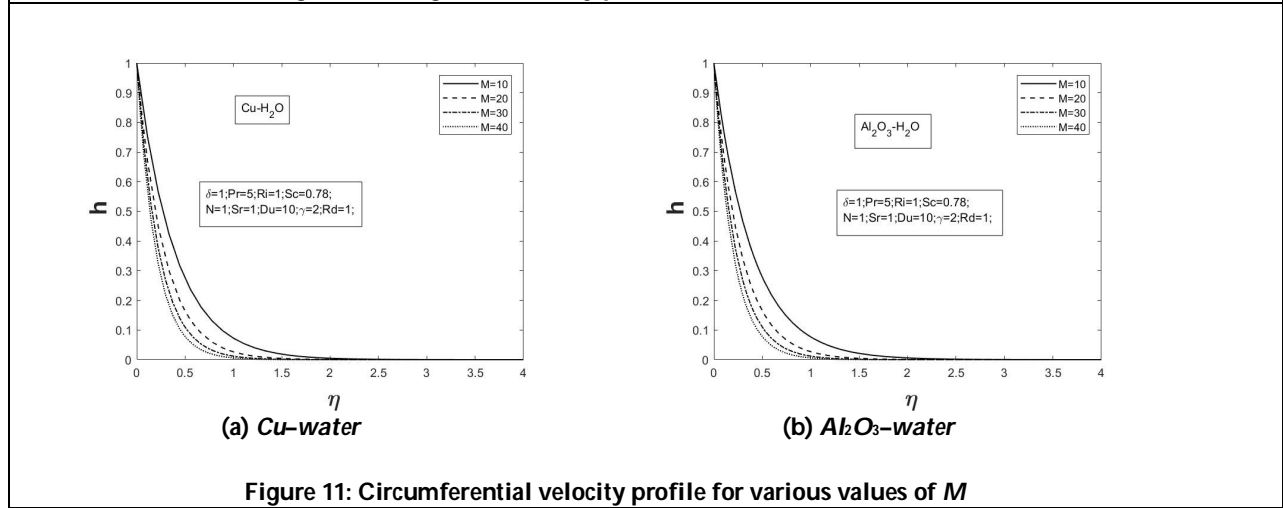 1
0.9
0.8
0.7
0.6
0.5
0.4
0.3
0.2
0.1
0
h
Cu-H₂O
M=10
M=20
M=30
M=40
δ=1;Pr=5;Ri=1;Sc=0.78;
N=1;Sr=1;Du=10;γ=2;Rd=1;
0 0.5 1 1.5 2 2.5 3 3.5 4
η
(a) Cu–water
1
0.9
0.8
0.7
0.6
0.5
0.4
0.3
0.2
0.1
0
h
Al₂O₃-H₂O
M=10
M=20
M=30
M=40
δ=1;Pr=5;Ri=1;Sc=0.78;
N=1;Sr=1;Du=10;γ=2;Rd=1;
0 0.5 1 1.5 2 2.5 3 3.5 4
η
(b) Al₂O₃–water
Figure 11: Circumferential velocity profile for various values of M